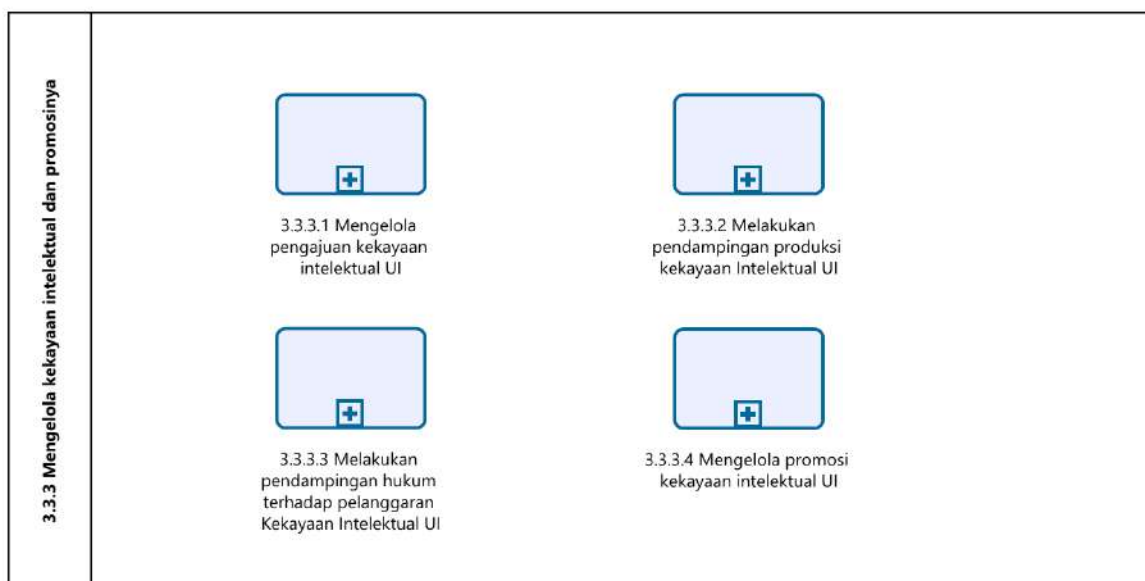 3.3.3 Mengelola kekayaan intelektual dan promosinya
3.3.3.1 Mengelola
pengajuan kekayaan
intelektual UI
3.3.3.2 Melakukan
pendampingan produksi
kekayaan Intelektual UI
3.3.3.3 Melakukan
pendampingan hukum
terhadap pelanggaran
Kekayaan Intelektual UI
3.3.3.4 Mengelola promosi
kekayaan intelektual UI